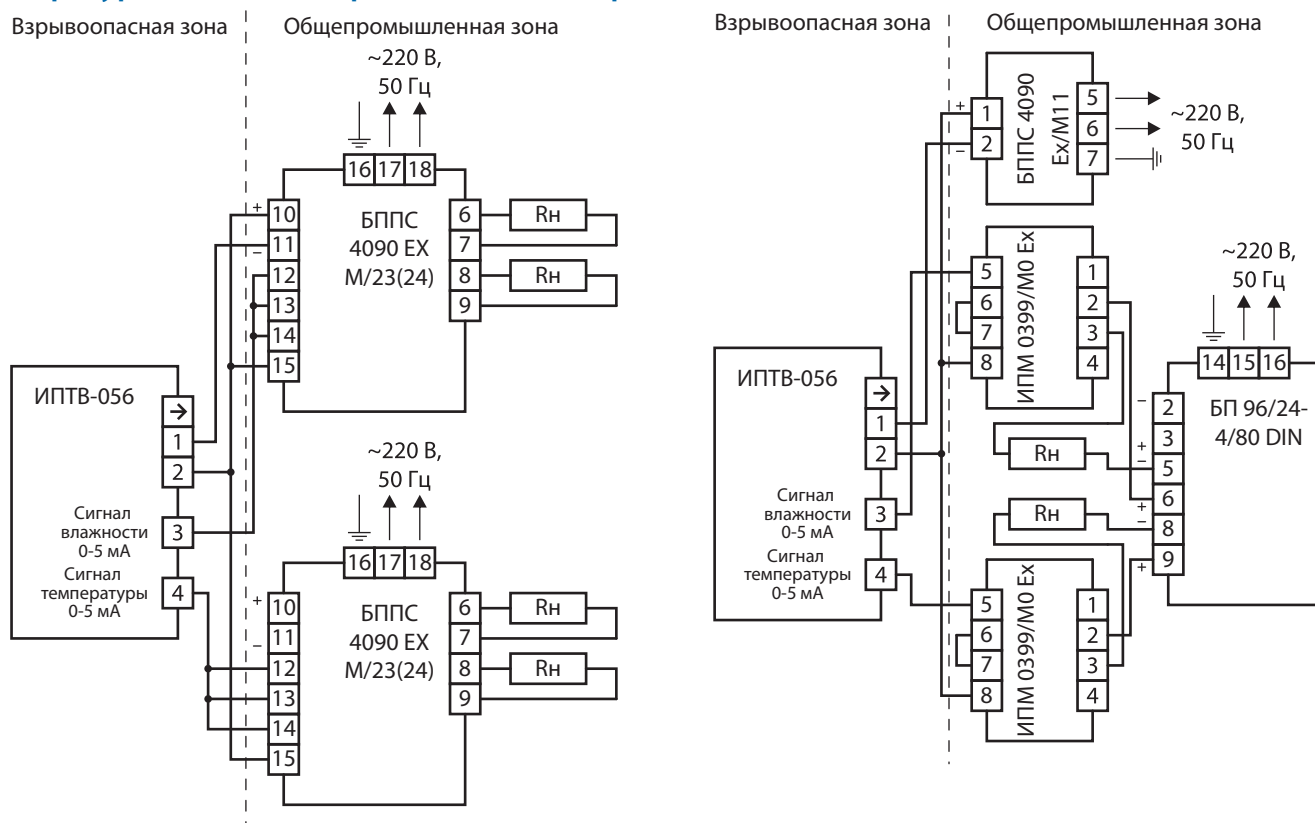 Взрывоопасная зона
Общепромышленная зона
~220 В,
50 Гц
16 17 18
+
10
11
–
12
13
14
15
БППС
4090 EX
М/23(24)
6
7
8
9
Rн
Rн
ИПТВ-056
→
1
2
3
4
Сигнал
влажности
0-5 мА
Сигнал
температуры
0-5 мА
~220 В,
50 Гц
16 17 18
+
10
11
–
12
13
14
15
БППС
4090 EX
М/23(24)
6
7
8
9
Rн
Rн
Взрывоопасная зона
Общепромышленная зона
+
1
2
–
БППС 4090
Ex/М11
5
6
7
~220 В,
50 Гц
5
6
7
8
ИПМ 0399/М0 Ex
1
2
3
4
ИПТВ-056
→
1
2
3
4
Сигнал
влажности
0-5 мА
Сигнал
температуры
0-5 мА
Rн
Rн
5
6
7
8
ИПМ 0399/М0 Ex
1
2
3
4
~220 В,
50 Гц
14 15 16
–
2
3
+
–
5
6
+
–
8
9
+
БП 96/24-
4/80 DIN